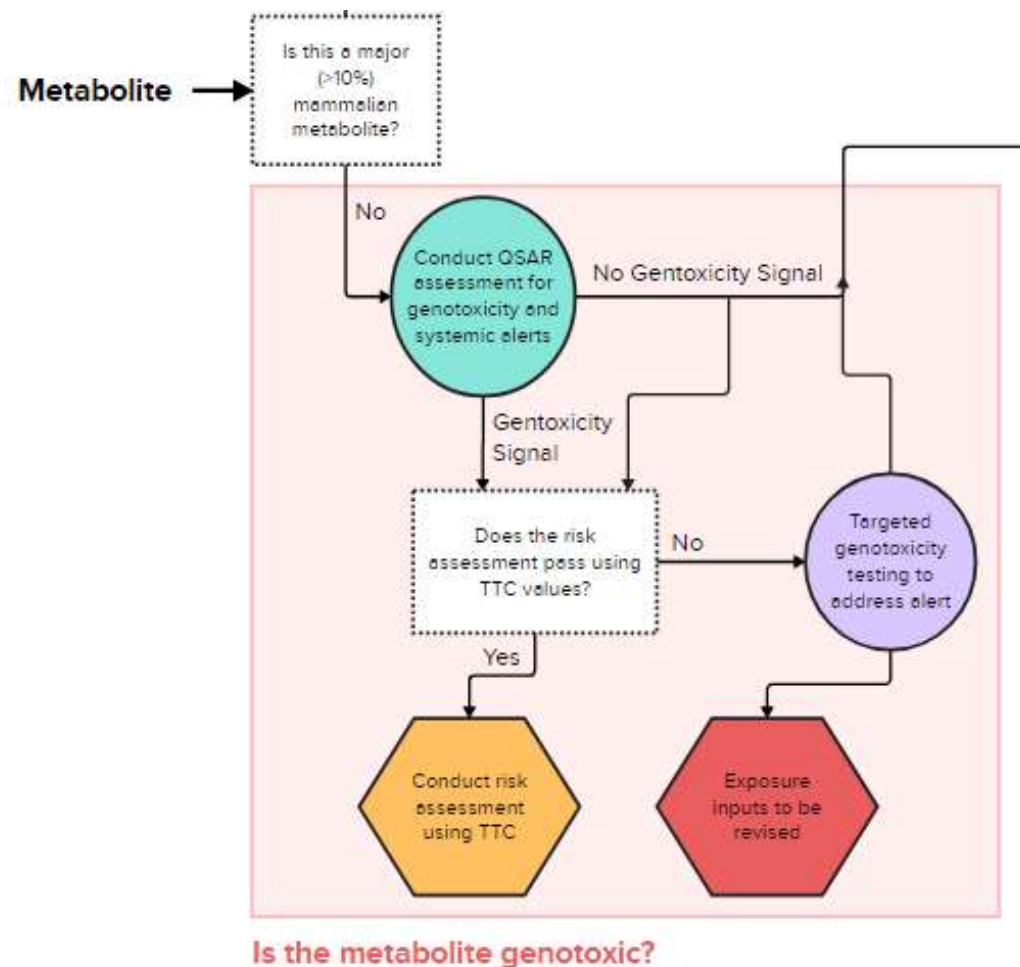 Is this a major
(>10%)
mammalian
metabolite?
Metabolite
No
Conduct QSAR
assessment for
genotoxicity and
systemic alerts
No Gentoxicity Signal
Gentoxicity
Signal
Does the risk
assessment pass using
TTC values?
No
Targeted
genotoxicity
testing to
address alert
Yes
Conduct risk
assessment
using TTC
Exposure
inputs to be
revised
Is the metabolite genotoxic?